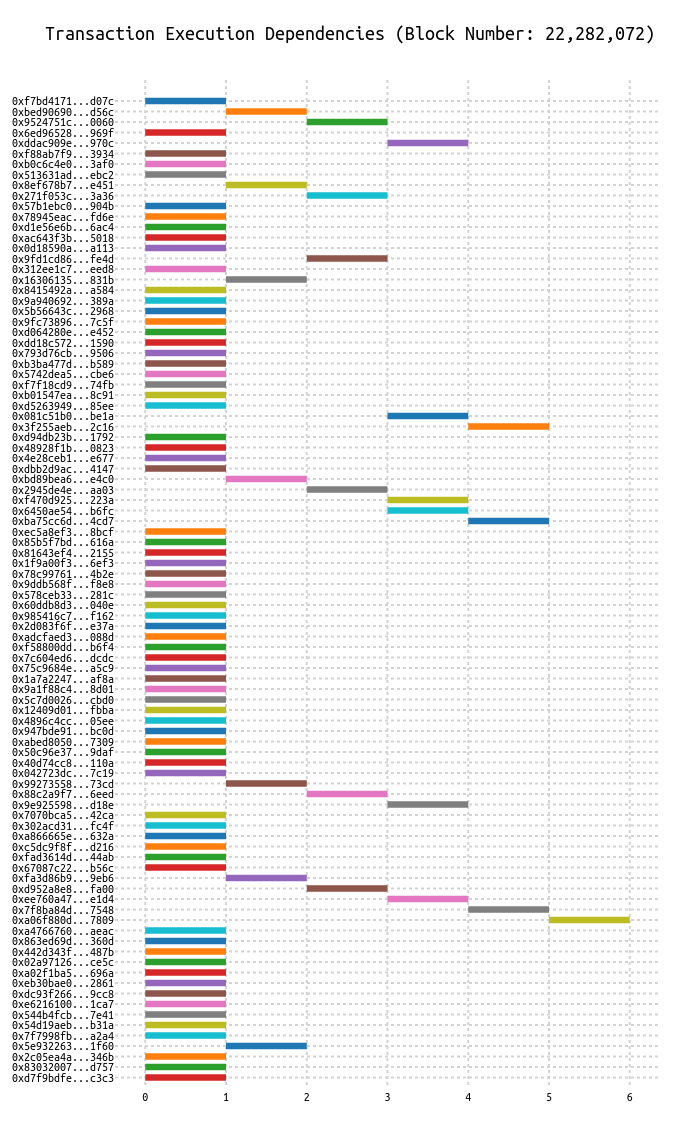 Transaction Execution Dependencies (Block Number: 22,282,072)
0xf7bd4171...d07c
0xbed90690...d56c
0x9524751c...0060
0x6ed96528...969f
0xddac909e...970c
0xf88ab7f9...3934
0xb0c6c4e0...3af0
0x513631ad...ebc2
0x8ef678b7...e451
0x271f053c...3a36
0x57b1ebc0...904b
0x78945eac...fd6e
0xd1e56e6b...6ac4
0xac643f3b...5018
0x0d18590a...a113
0x9fd1cd86...fe4d
0x312ee1c7...eed8
0x16306135...831b
0x8415492a...a584
0x9a940692...389a
0x5b56643c...2968
0x9fc73896...7c5f
0xd064280e...e452
0xdd18c572...1590
0x793d76cb...9506
0xb3ba477d...b589
0x5742dea5...cbe6
0xf7f18cd9...74fb
0xb01547ea...8c91
0xd5263949...85ee
0x081c51b0...be1a
0x3f255aeb...2c16
0xd94db23b...1792
0x48928f1b...0823
0x4e28ceb1...e677
0xdbb2d9ac...4147
0xbd89bea6...e4c0
0x2945de4e...aa03
0xf470d925...223a
0x6450ae54...b6fc
0xba75cc6d...4cd7
0xec5a8ef3...8bcf
0x85b5f7bd...616a
0x81643ef4...2155
0x1f9a00f3...6ef3
0x78c99761...4b2e
0x9ddb568f...f8e8
0x578ceb33...281c
0x60ddb8d3...040e
0x985416c7...f162
0x2d083f6f...e37a
0xadcfaed3...088d
0xf58800dd...b6f4
0x7c604ed6...dcdc
0x75c9684e...a5c9
0x1a7a2247...af8a
0x9a1f88c4...8d01
0x5c7d0026...cbd0
0x12409d01...fbba
0x4896c4cc...05ee
0x947bde91...bc0d
0xabed8050...7309
0x50c96e37...9daf
0x40d74cc8...110a
0x042723dc...7c19
0x99273558...73cd
0x88c2a9f7...6eed
0x9e925598...d18e
0x7070bca5...42ca
0x302acd31...fc4f
0xa866665e...632a
0xc5dc9f8f...d216
0xfad3614d...44ab
0x67087c22...b56c
0xfa3d86b9...9eb6
0xd952a8e8...fa00
0xee760a47...e1d4
0x7f8ba84d...7548
0xa06f880d...7809
0xa4766760...aeac
0x863ed69d...360d
0x442d343f...487b
0x02a97126...ce5c
0xa02f1ba5...696a
0xeb30bae0...2861
0xdc93f266...9cc8
0xe6216100...1ca7
0x544b4fcb...7e41
0x54d19aeb...b31a
0x7f7998fb...a2a4
0x5e932263...1f60
0x2c05ea4a...346b
0x83032007...d757
0xd7f9bdfe...c3c3
0 1 2 3 4 5 6